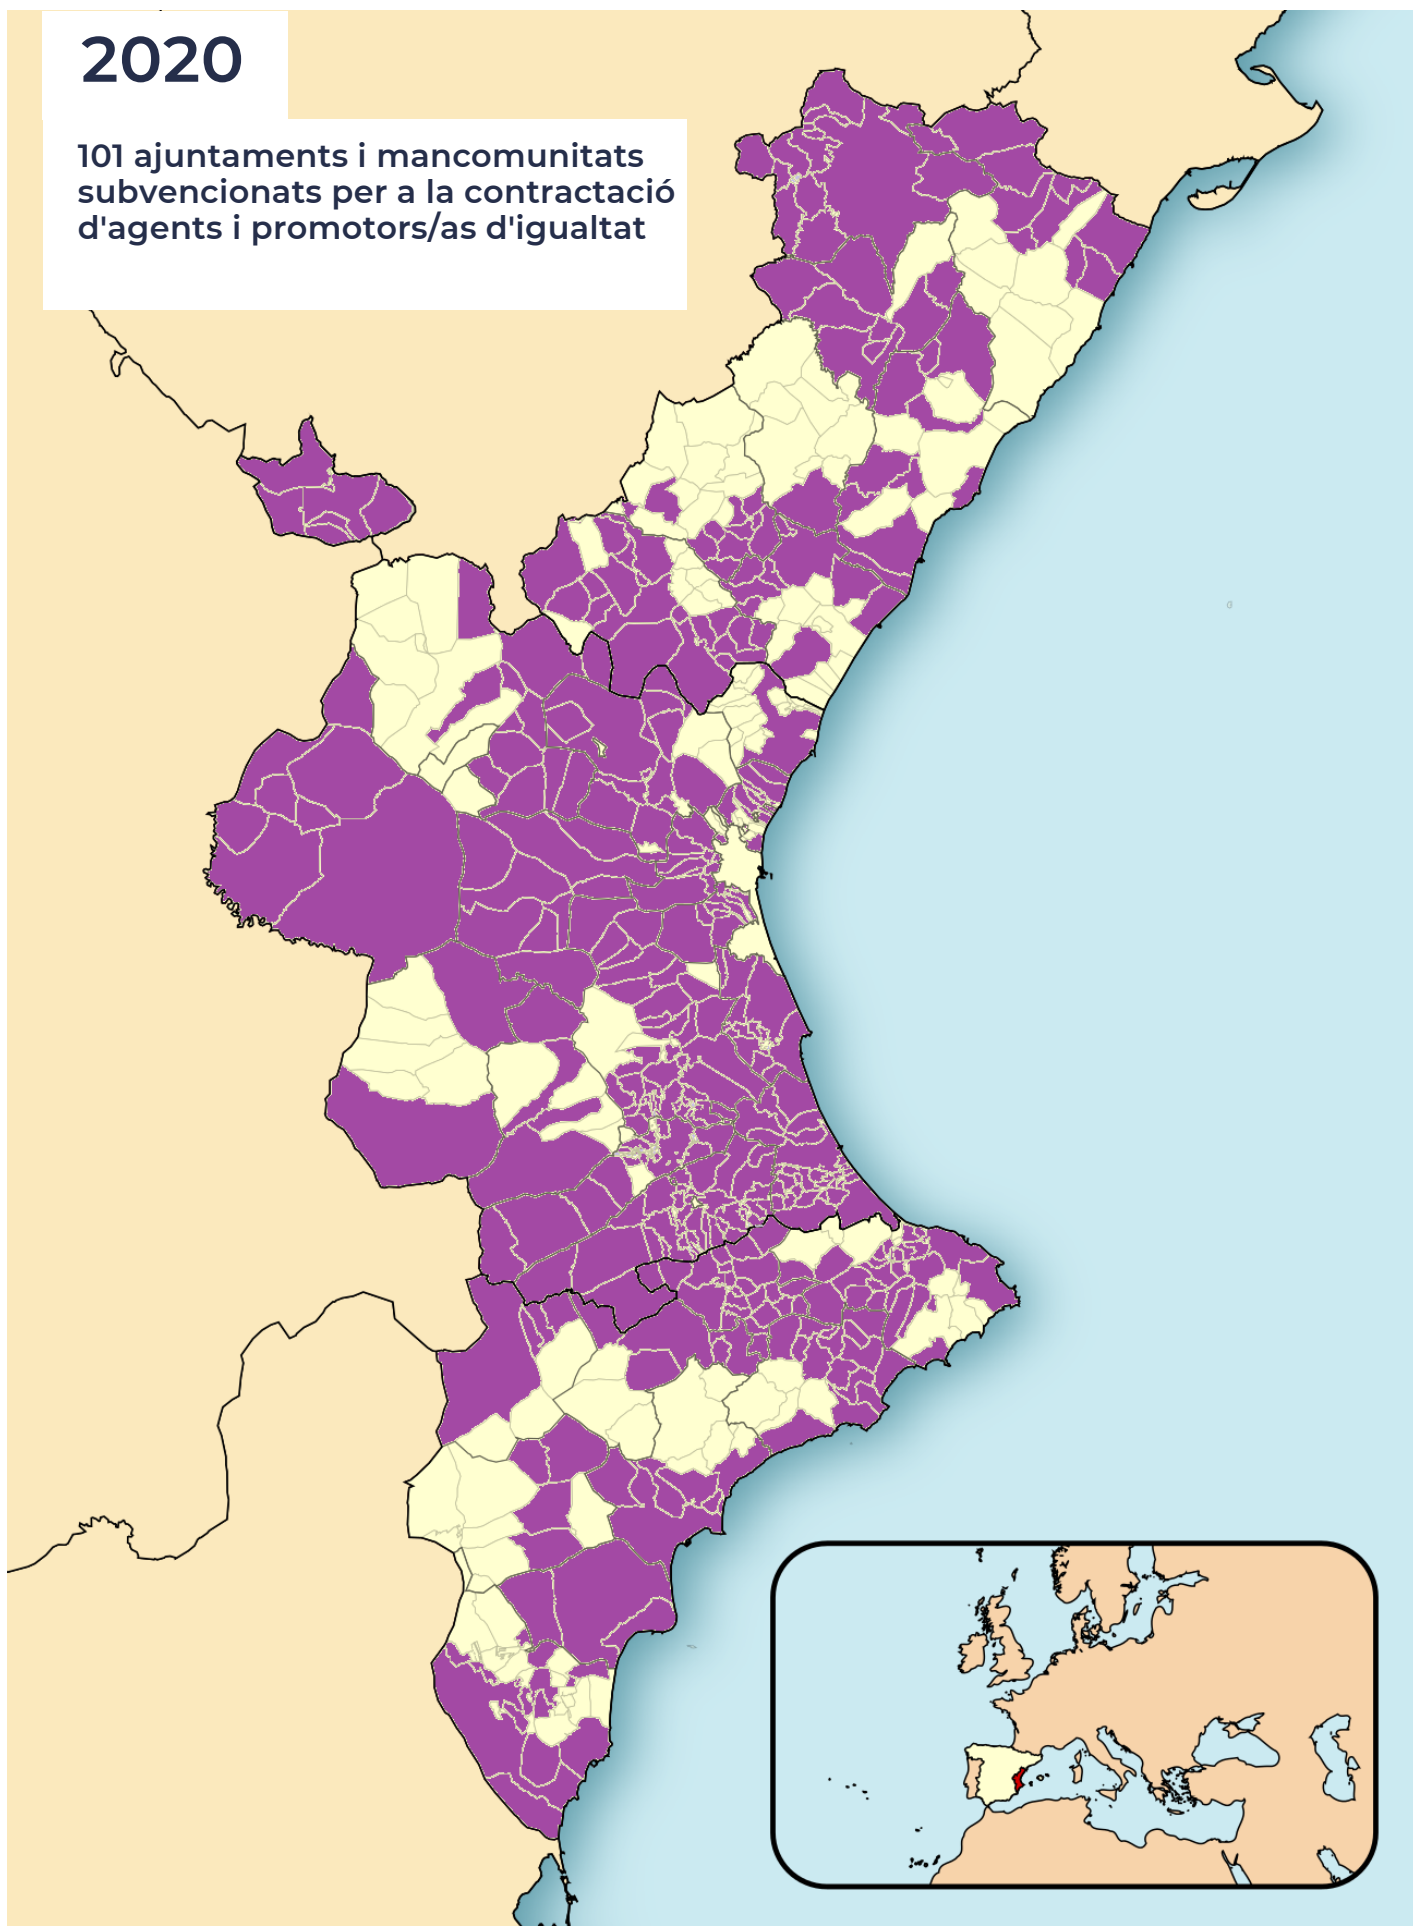 2020
101 ajuntaments i mancomunitats
subvencionats per a la contractació
d'agents i promotors/as d'igualtat